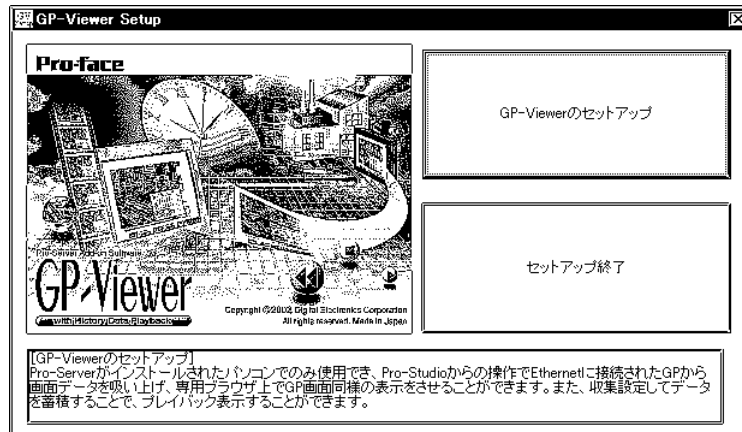 GP-Viewer Setup
Pro-face
GP-Viewerのセットアップ
セットアップ終了
Pro-Server Add-on Software
GP-Viewer
with History Data Playback
Copyright ©2002 Digital Electronics Corporation
All rights reserved. Made in Japan
[GP-Viewerのセットアップ]
Pro-Serverがインストールされたパソコンでのみ使用でき、Pro-Studioからの操作でEthernetに接続されたGPから
画面データを吸い上げ、専用ブラウザ上でGP画面同様の表示をさせることができます。また、収集設定してデータ
を蓄積することで、プレイバック表示することができます。